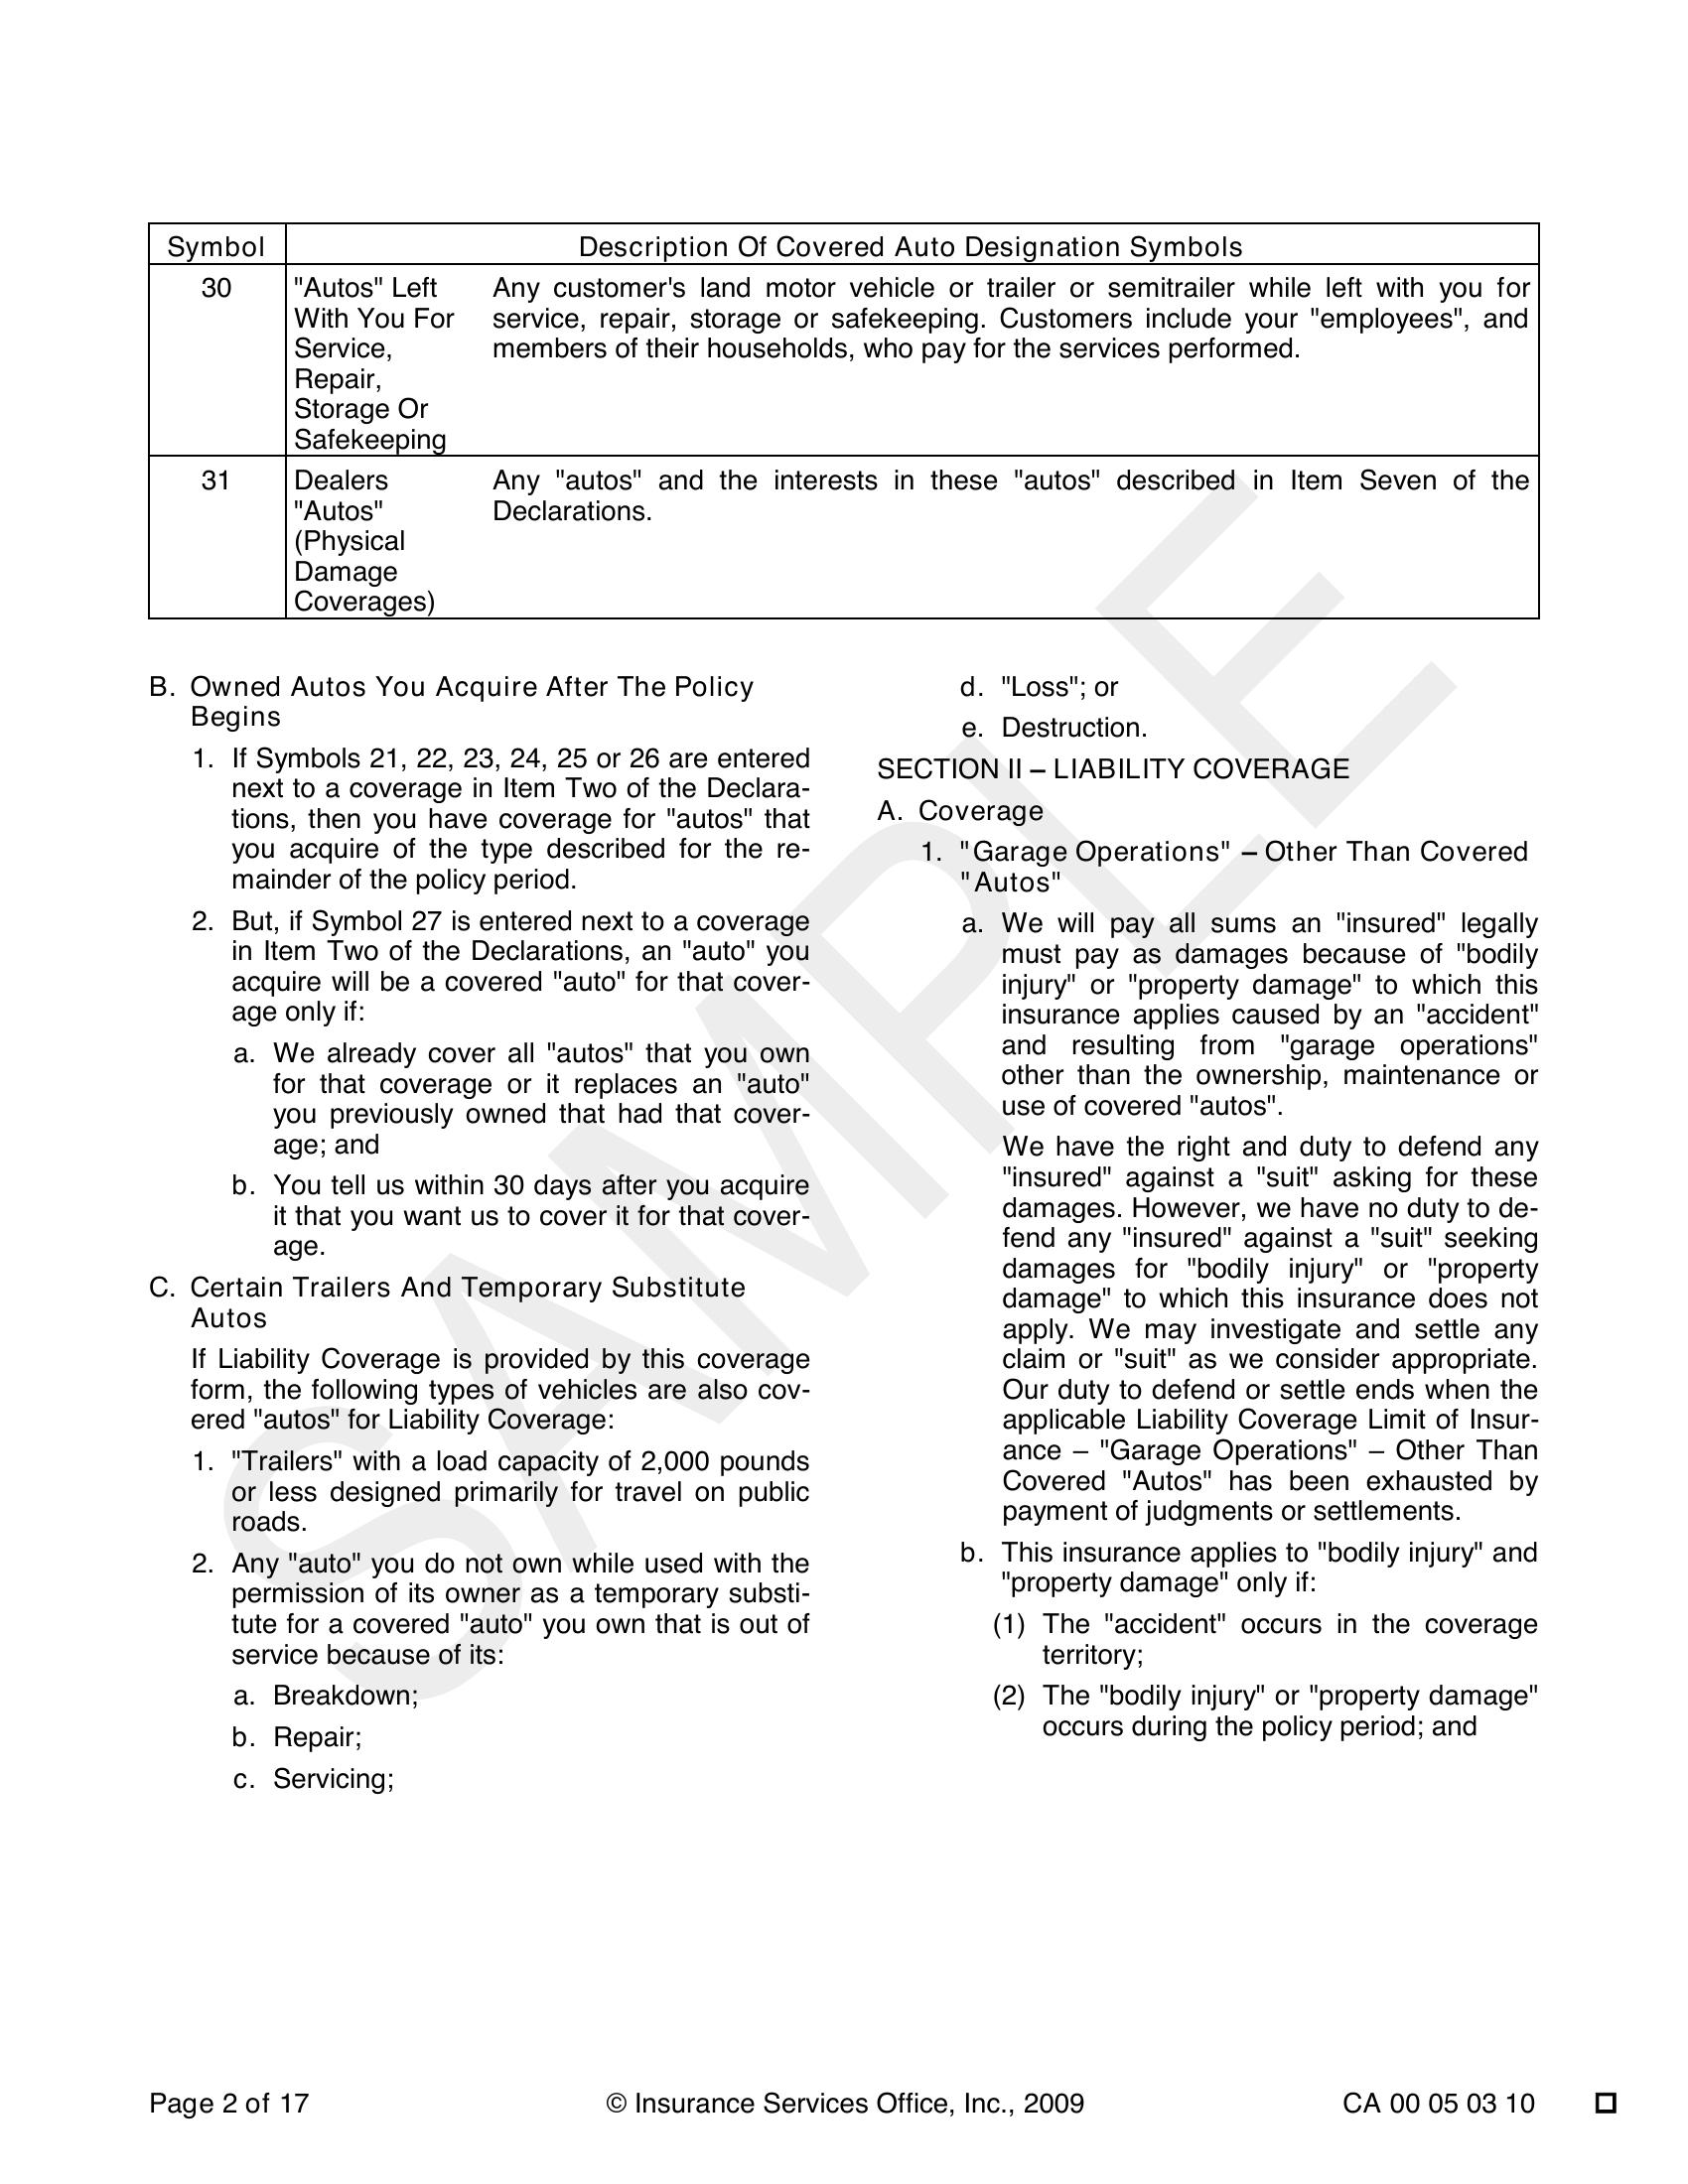 Symbol Description Of Covered Auto Designation Symbols
30 "Autos" Left Any customer's land motor vehicle or trailer or semitrailer while left with you for
With You For service, repair, storage or safekeeping. Customers include your "employees", and
Service, members of their households, who pay for the services performed.
Repair,
Storage Or
Safekeeping
31 Dealers Any "autos" and the interests in these "autos" described in Item Seven of the
"Autos" Declarations.
(Physical
Damage
Coverages)
B. Owned Autos You Acquire After The Policy
Begins
1. If Symbols 21, 22, 23, 24, 25 or 26 are entered
next to a coverage in Item Two of the Declara-
tions, then you have coverage for "autos" that
you acquire of the type described for the re-
mainder of the policy period.
2. But, if Symbol 27 is entered next to a coverage
in Item Two of the Declarations, an "auto" you
acquire will be a covered "auto" for that cover-
age only if:
a. We already cover all "autos" that you own
for that coverage or it replaces an "auto"
you previously owned that had that cover-
age; and
b. You tell us within 30 days after you acquire
it that you want us to cover it for that cover-
age.
C. Certain Trailers And Temporary Substitute
Autos
If Liability Coverage is provided by this coverage
form, the following types of vehicles are also cov-
ered "autos" for Liability Coverage:
1. "Trailers" with a load capacity of 2,000 pounds
or less designed primarily for travel on public
roads.
2. Any "auto" you do not own while used with the
permission of its owner as a temporary substi-
tute for a covered "auto" you own that is out of
service because of its:
a. Breakdown;
b. Repair;
c. Servicing;
d. "Loss"; or
e. Destruction.
SECTION II – LIABILITY COVERAGE
A. Coverage
1. "Garage Operations" – Other Than Covered
"Autos"
a. We will pay all sums an "insured" legally
must pay as damages because of "bodily
injury" or "property damage" to which this
insurance applies caused by an "accident"
and resulting from "garage operations"
other than the ownership, maintenance or
use of covered "autos".
We have the right and duty to defend any
"insured" against a "suit" asking for these
damages. However, we have no duty to de-
fend any "insured" against a "suit" seeking
damages for "bodily injury" or "property
damage" to which this insurance does not
apply. We may investigate and settle any
claim or "suit" as we consider appropriate.
Our duty to defend or settle ends when the
applicable Liability Coverage Limit of Insur-
ance – "Garage Operations" – Other Than
Covered "Autos" has been exhausted by
payment of judgments or settlements.
b. This insurance applies to "bodily injury" and
"property damage" only if:
(1) The "accident" occurs in the coverage
territory;
(2) The "bodily injury" or "property damage"
occurs during the policy period; and
SAMPLE
Page 2 of 17 © Insurance Services Office, Inc., 2009 CA 00 05 03 10